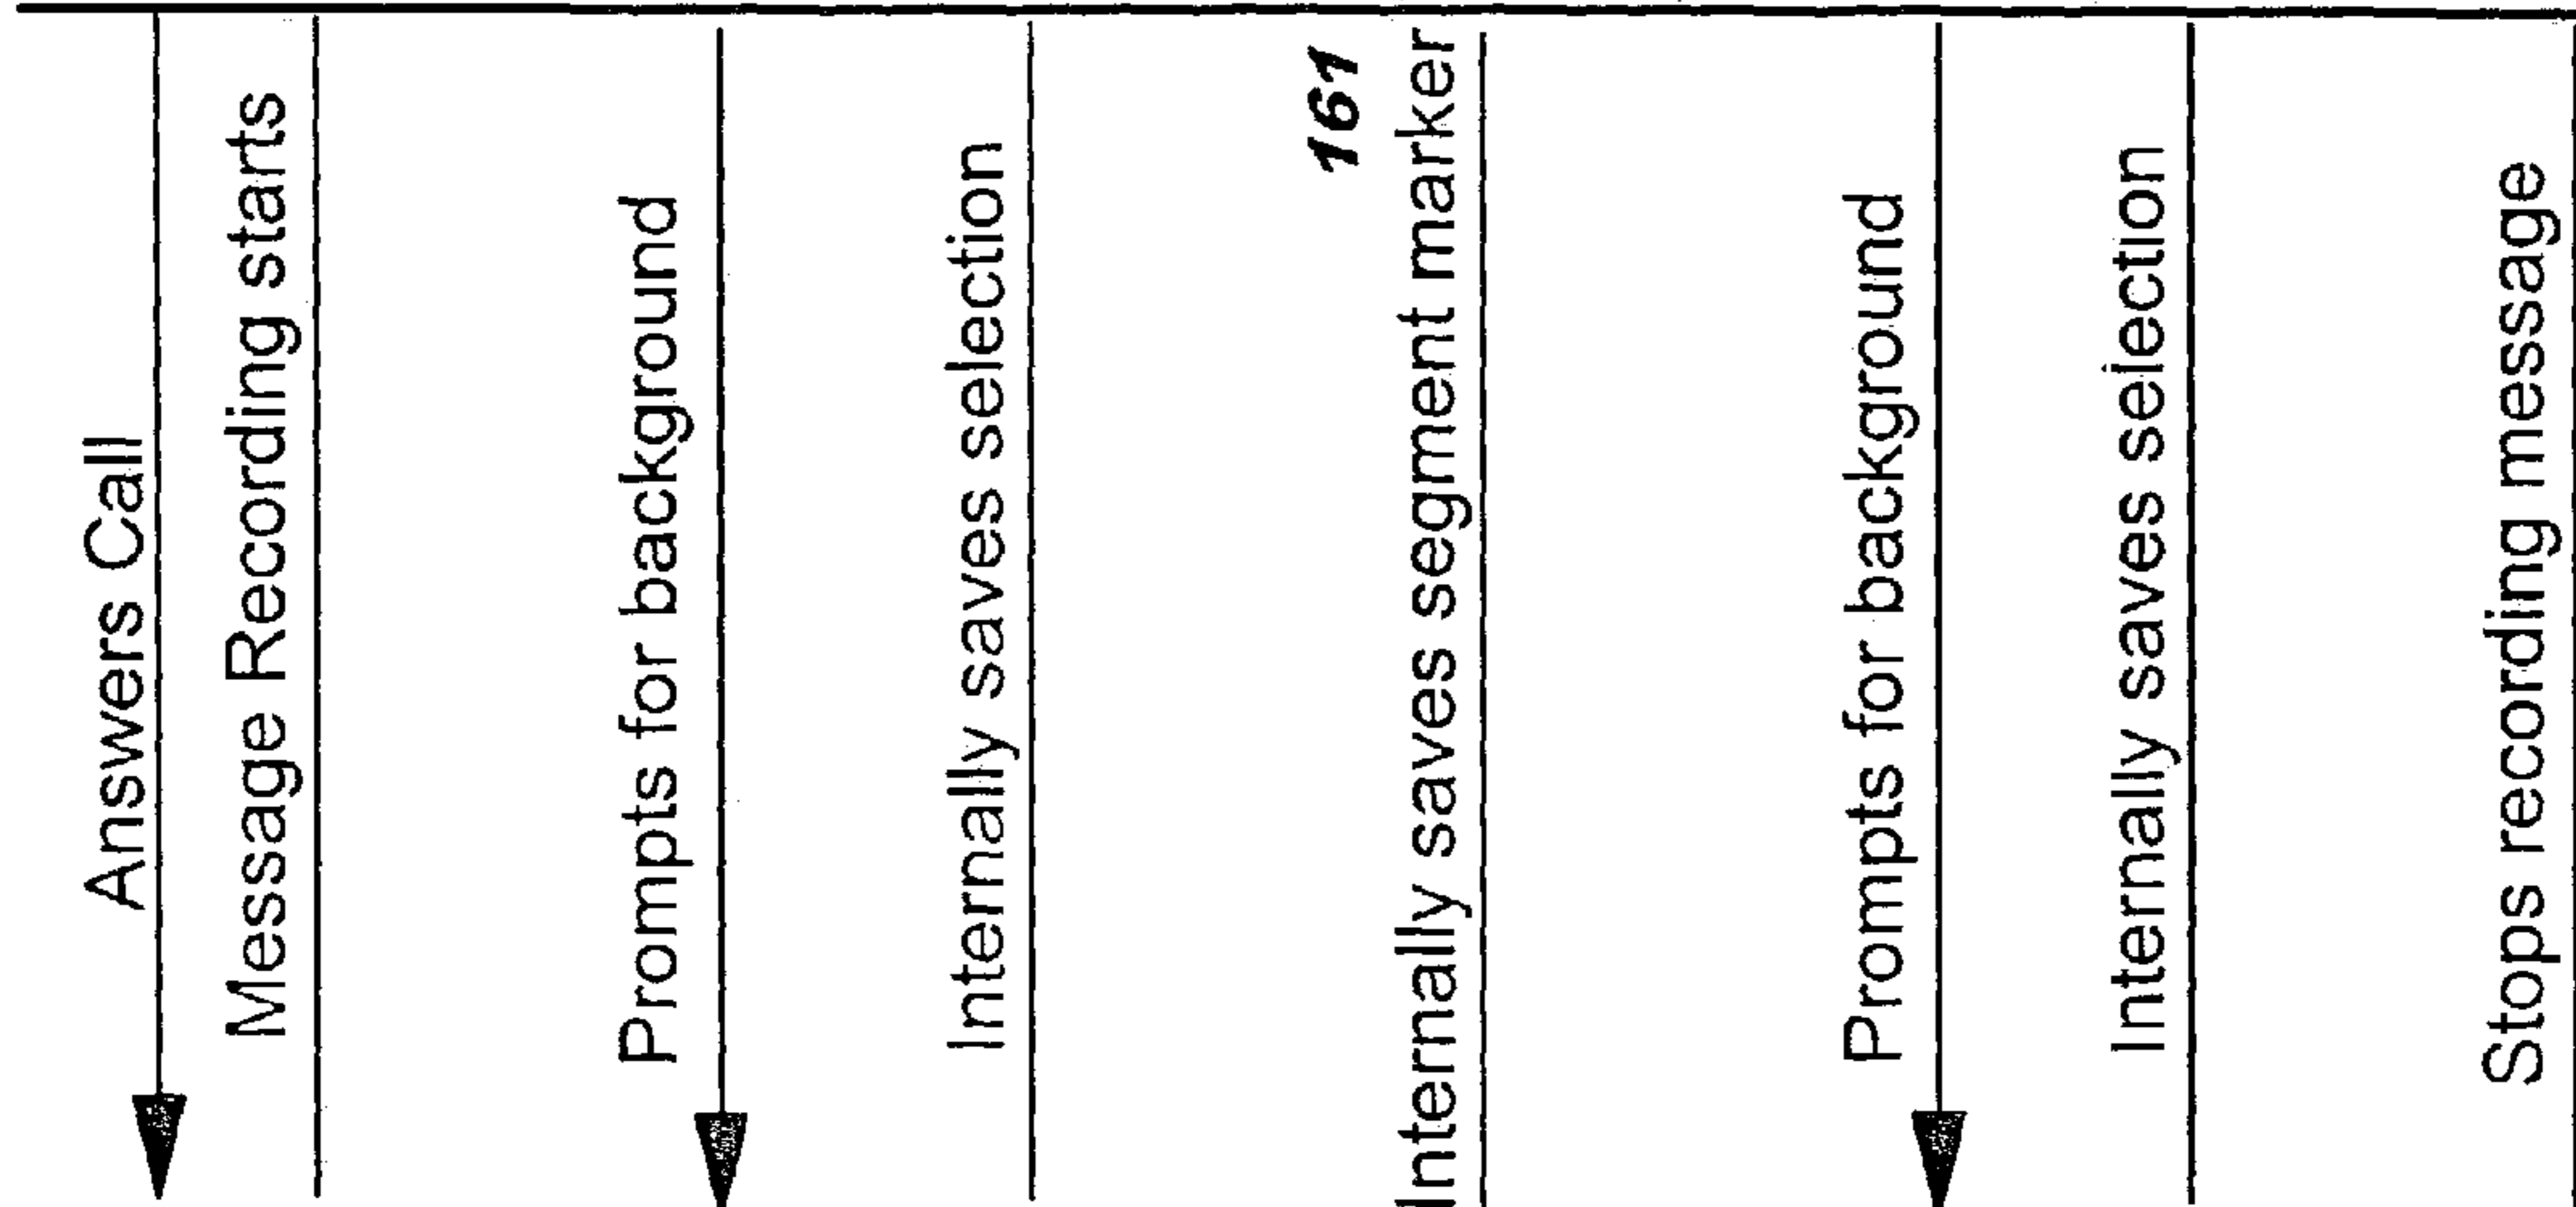 Answers Call
Message Recording starts
Prompts for background
Internally saves selection
161
Internally saves segment marker
Prompts for background
Internally saves selection
Stops recording message